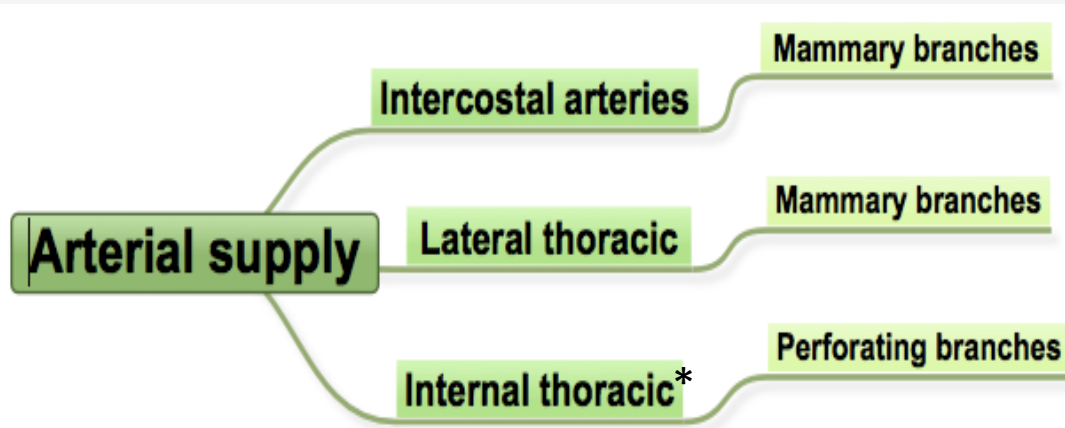 Mammary branches
Intercostal arteries
Mammary branches
Lateral thoracic
Arterial supply
Perforating branches
Internal thoracic*